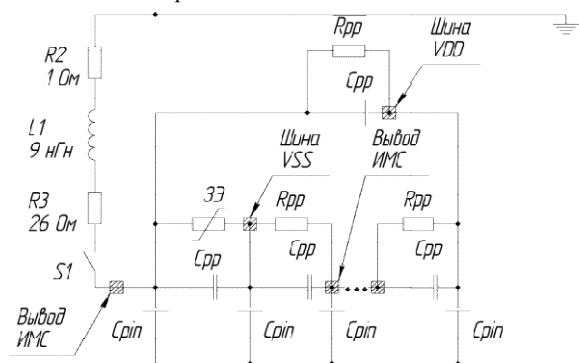 Rpp
Шина
VDD
R2
1 Ом
Cpp
L1
9 нГн
Шина
VSS
Вывод
ИМС
R3
26 Ом
ЗЭ
Rpp
Rpp
S1
Cpp
Cpp
Cpp
Вывод
ИМС
Cpin
Cpin
Cpin
Cpin